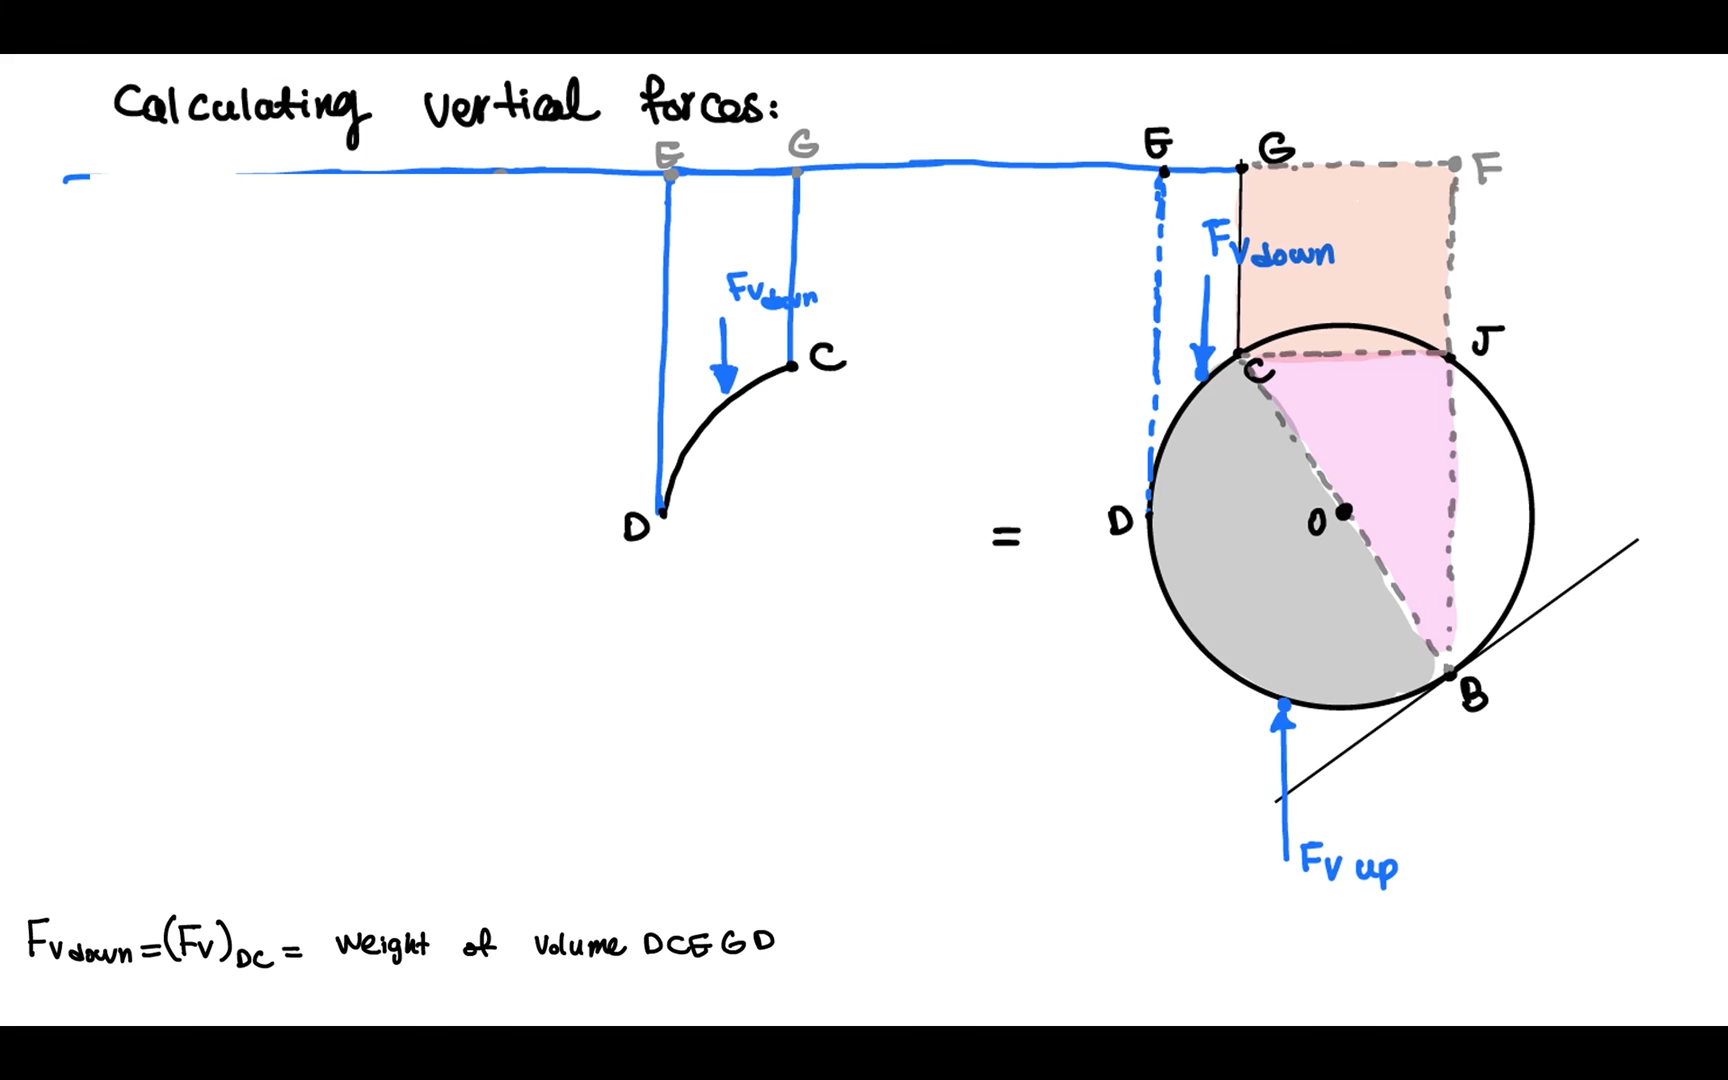 Calculating vertical forces:
E G E G F
Fv down
Fv down
C C J
D = D O
B
Fv up
Fv down = (Fv)DC = weight of volume DCEGD